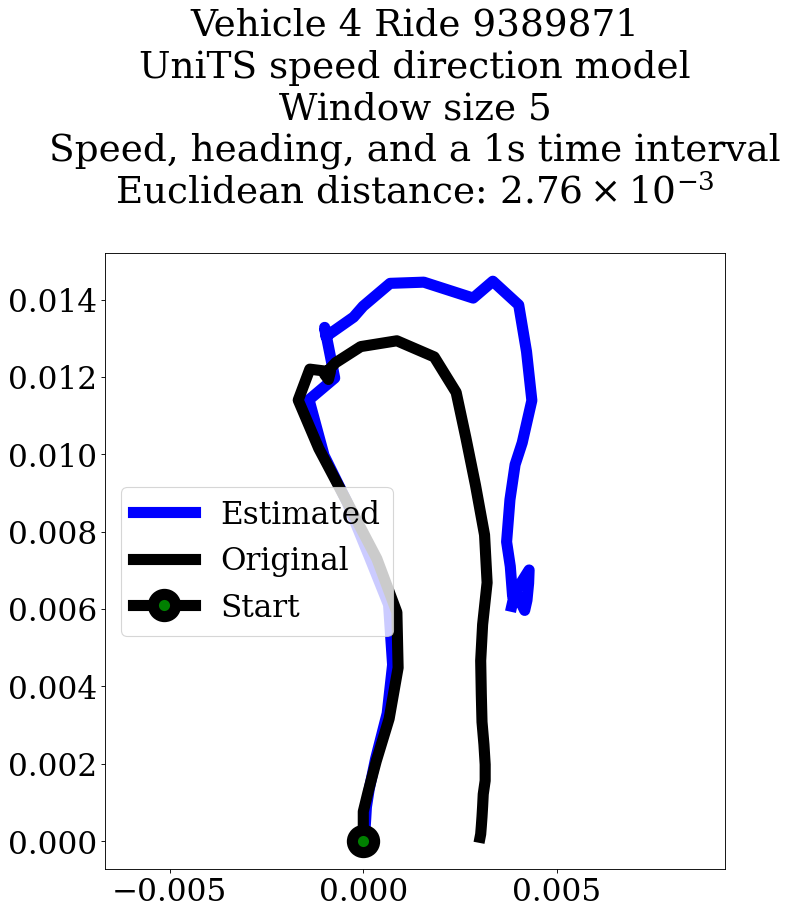 Vehicle 4 Ride 9389871
UniTS speed direction model
Window size 5
Speed, heading, and a 1s time interval
Euclidean distance: 2.76 × 10⁻³
0.014
0.012
0.010
0.008
0.006
0.004
0.002
0.000
Estimated
Original
Start
−0.005 0.000 0.005